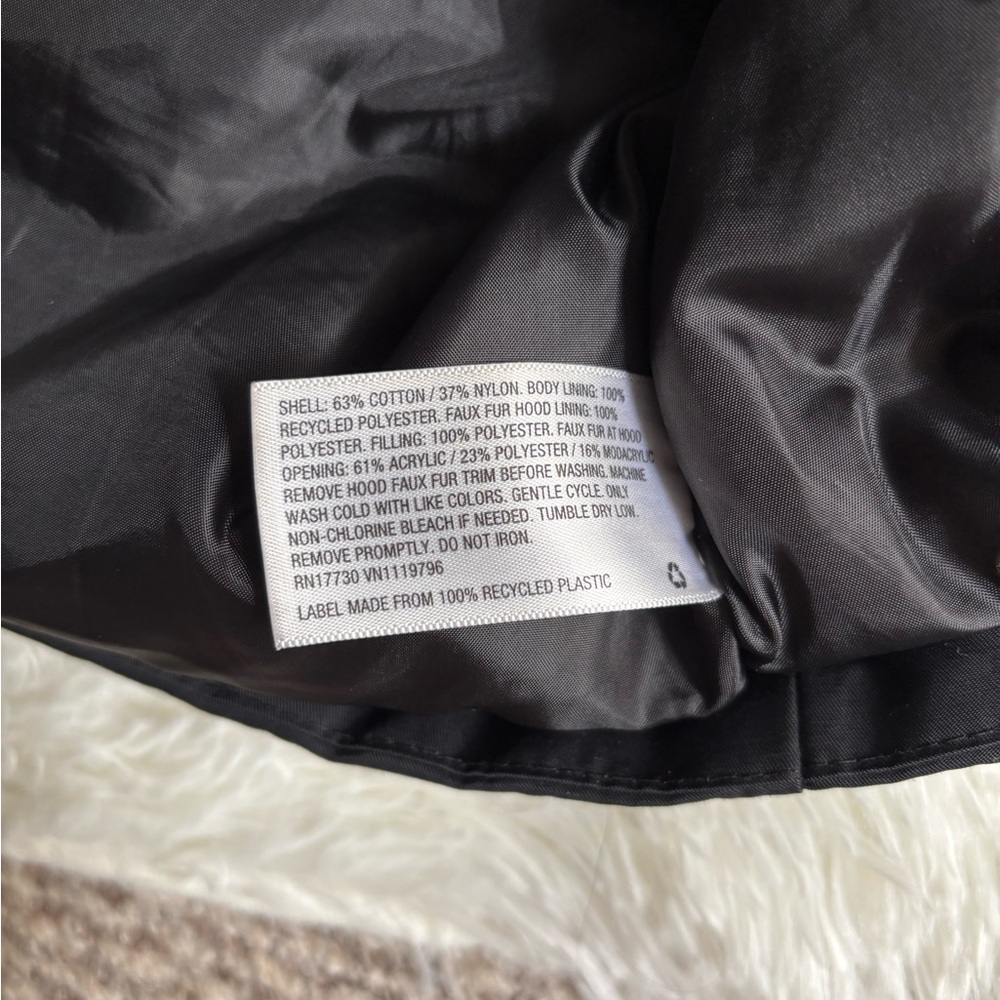 SHELL: 63% COTTON / 37% NYLON. BODY LINING: 100%
RECYCLED POLYESTER. FAUX FUR HOOD LINING: 100%
POLYESTER. FILLING: 100% POLYESTER. FAUX FUR AT HOOD
OPENING: 61% ACRYLIC / 23% POLYESTER / 16% MODACRYLIC
REMOVE HOOD FAUX FUR TRIM BEFORE WASHING. MACHINE
WASH COLD WITH LIKE COLORS. GENTLE CYCLE. ONLY
NON-CHLORINE BLEACH IF NEEDED. TUMBLE DRY LOW.
REMOVE PROMPTLY. DO NOT IRON.
RN17730 VN1119796
LABEL MADE FROM 100% RECYCLED PLASTIC